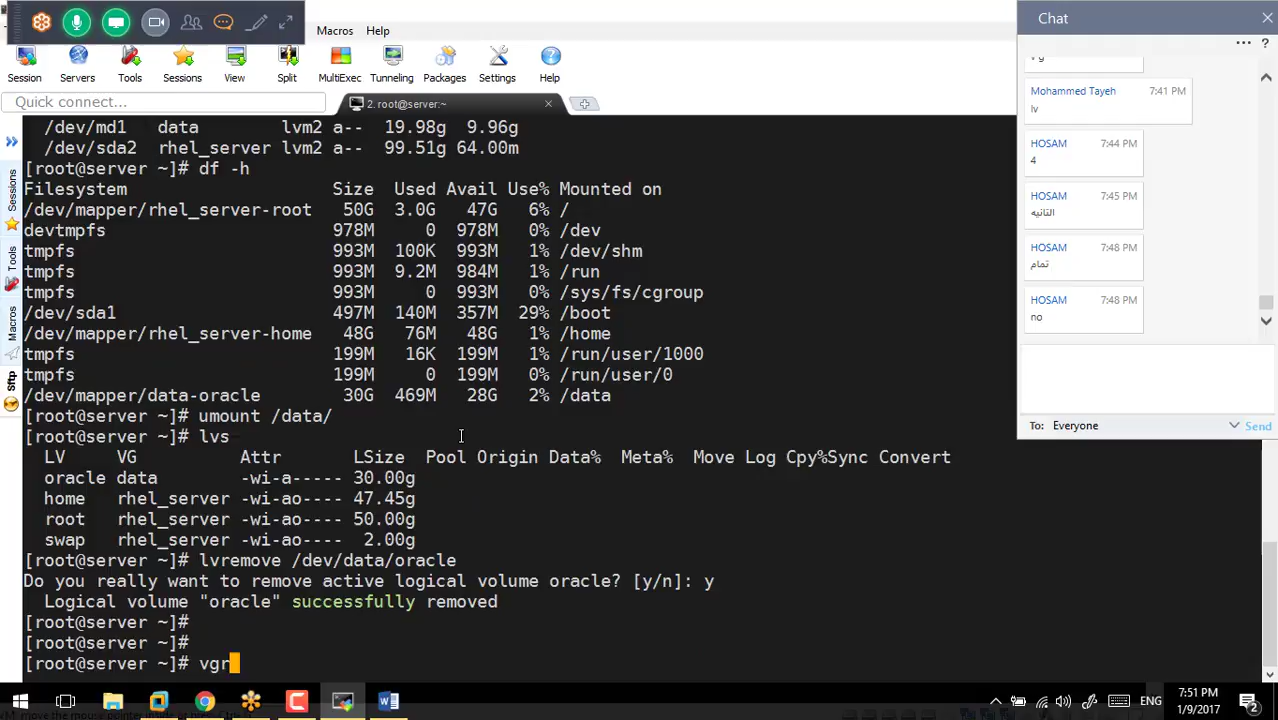 Macros Help
Session Servers Tools Sessions View Split MultiExec Tunneling Packages Settings Help
Quick connect...
2. root@server:~
Sessions
Tools
Macros
Sftp
/dev/md1 data lvm2 a-- 19.98g 9.96g
/dev/sda2 rhel_server lvm2 a-- 99.51g 64.00m
[root@server ~]# df -h
Filesystem Size Used Avail Use% Mounted on
/dev/mapper/rhel_server-root 50G 3.0G 47G 6% /
devtmpfs 978M 0 978M 0% /dev
tmpfs 993M 100K 993M 1% /dev/shm
tmpfs 993M 9.2M 984M 1% /run
tmpfs 993M 0 993M 0% /sys/fs/cgroup
/dev/sda1 497M 140M 357M 29% /boot
/dev/mapper/rhel_server-home 48G 76M 48G 1% /home
tmpfs 199M 16K 199M 1% /run/user/1000
tmpfs 199M 0 199M 0% /run/user/0
/dev/mapper/data-oracle 30G 469M 28G 2% /data
[root@server ~]# umount /data/
[root@server ~]# lvs
LV VG Attr LSize Pool Origin Data% Meta% Move Log Cpy%Sync Convert
oracle data -wi-a----- 30.00g
home rhel_server -wi-ao---- 47.45g
root rhel_server -wi-ao---- 50.00g
swap rhel_server -wi-ao---- 2.00g
[root@server ~]# lvremove /dev/data/oracle
Do you really want to remove active logical volume oracle? [y/n]: y
Logical volume "oracle" successfully removed
[root@server ~]#
[root@server ~]#
[root@server ~]# vgr
Chat
Mohammed Tayeh 7:41 PM
lv
HOSAM 7:44 PM
4
HOSAM 7:45 PM
التانيه
HOSAM 7:48 PM
تمام
HOSAM 7:48 PM
no
To: Everyone Send
ENG
7:51 PM
1/9/2017
2